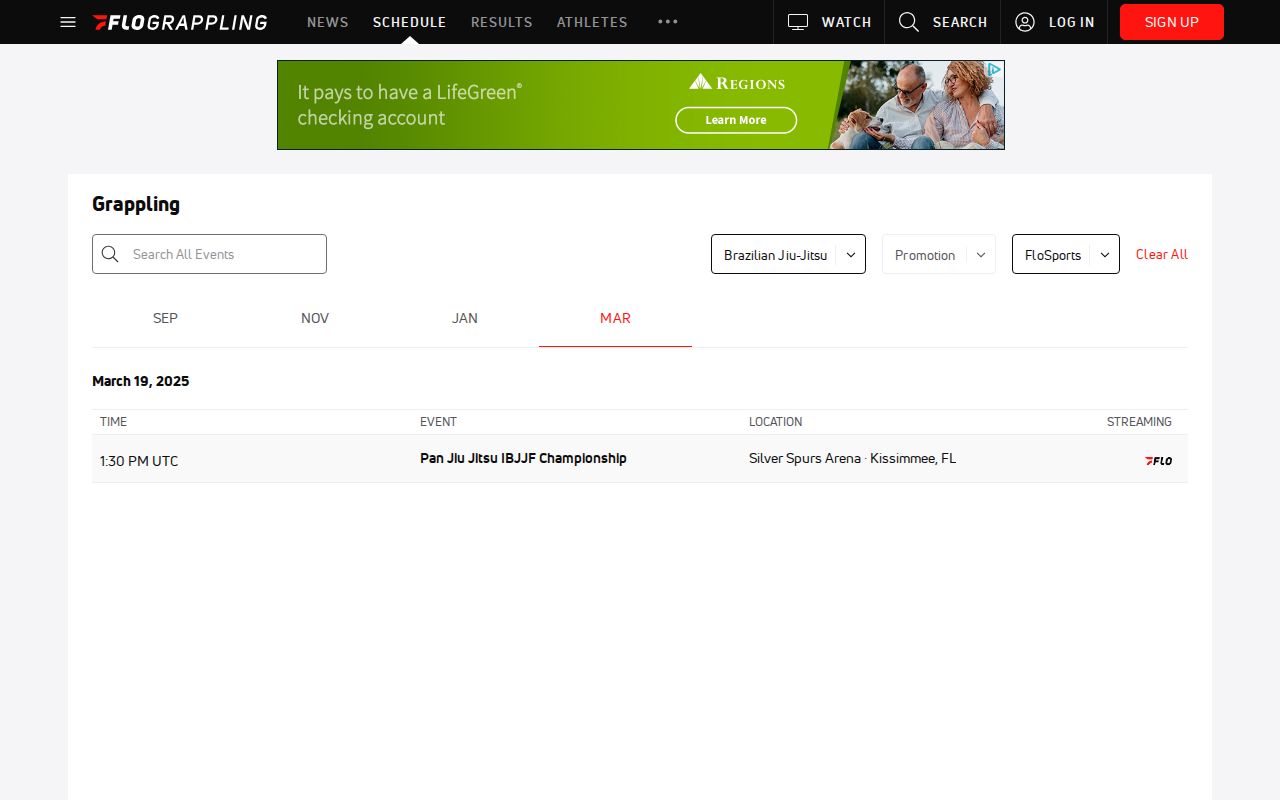 FLOGRAPPLING
NEWS
SCHEDULE
RESULTS
ATHLETES
WATCH
SEARCH
LOG IN
SIGN UP
It pays to have a LifeGreen®
checking account
REGIONS
Learn More
Grappling
Search All Events
Brazilian Jiu-Jitsu
Promotion
FloSports
Clear All
SEP
NOV
JAN
MAR
March 19, 2025
TIME
EVENT
LOCATION
STREAMING
1:30 PM UTC
Pan Jiu Jitsu IBJJF Championship
Silver Spurs Arena · Kissimmee, FL
FLO